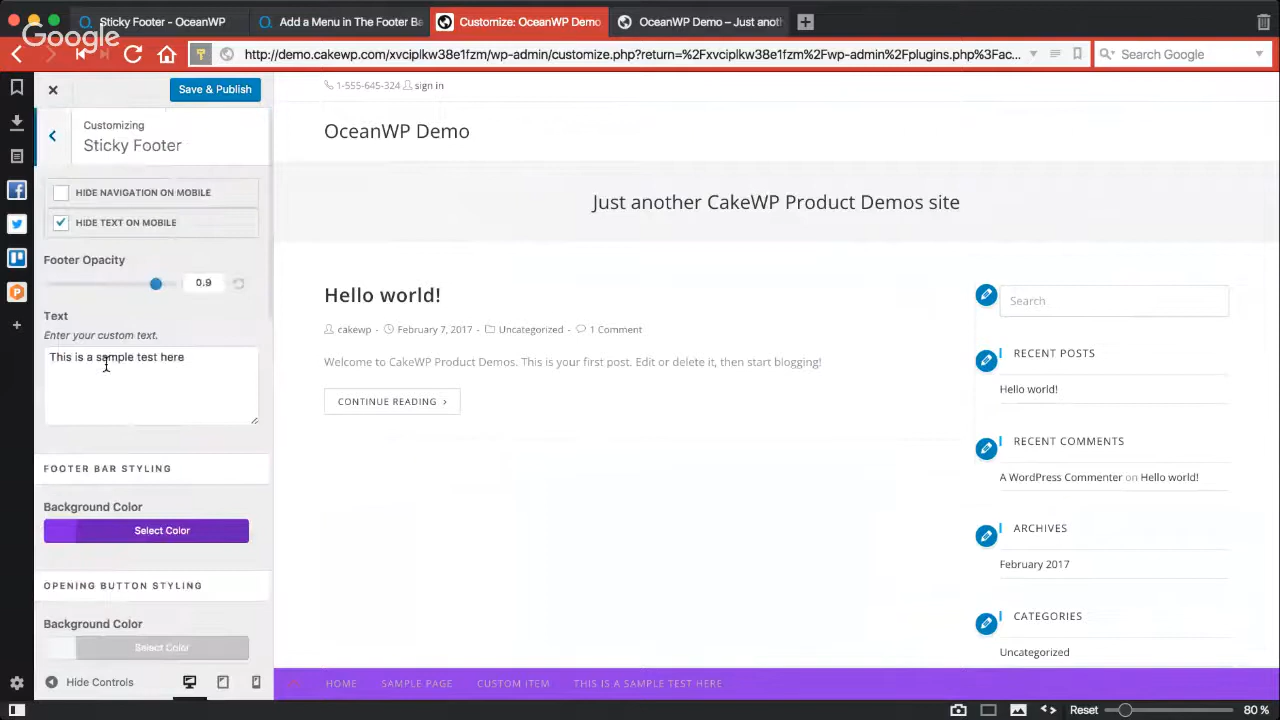 Sticky Footer - OceanWP
Add a Menu in The Footer Ba
Customize: OceanWP Demo
OceanWP Demo – Just anoth
Google
http://demo.cakewp.com/xvciplkw38e1fzm/wp-admin/customize.php?return=%2Fxvciplkw38e1fzm%2Fwp-admin%2Fplugins.php%3Fac...
Search Google
Save & Publish
Customizing
Sticky Footer
HIDE NAVIGATION ON MOBILE
HIDE TEXT ON MOBILE
Footer Opacity
0.9
Text
Enter your custom text.
This is a sample test here
FOOTER BAR STYLING
Background Color
Select Color
OPENING BUTTON STYLING
Background Color
Select Color
Hide Controls
1-555-645-324 sign in
OceanWP Demo
Just another CakeWP Product Demos site
Hello world!
cakewp - February 7, 2017 - Uncategorized - 1 Comment
Welcome to CakeWP Product Demos. This is your first post. Edit or delete it, then start blogging!
CONTINUE READING ›
Search
RECENT POSTS
Hello world!
RECENT COMMENTS
A WordPress Commenter on Hello world!
ARCHIVES
February 2017
CATEGORIES
Uncategorized
HOME SAMPLE PAGE CUSTOM ITEM THIS IS A SAMPLE TEST HERE
Reset 80 %